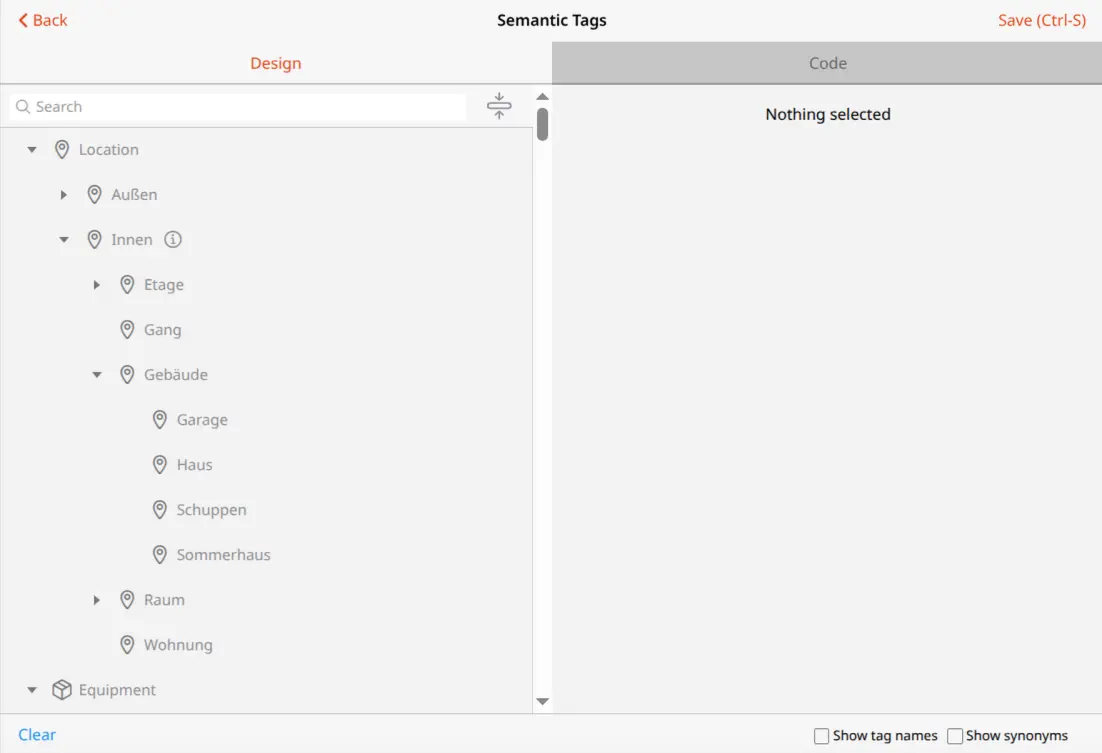 Back
Semantic Tags
Save (Ctrl-S)
Design
Code
Search
Nothing selected
Location
Außen
Innen
Etage
Gang
Gebäude
Garage
Haus
Schuppen
Sommerhaus
Raum
Wohnung
Equipment
Clear
Show tag names
Show synonyms